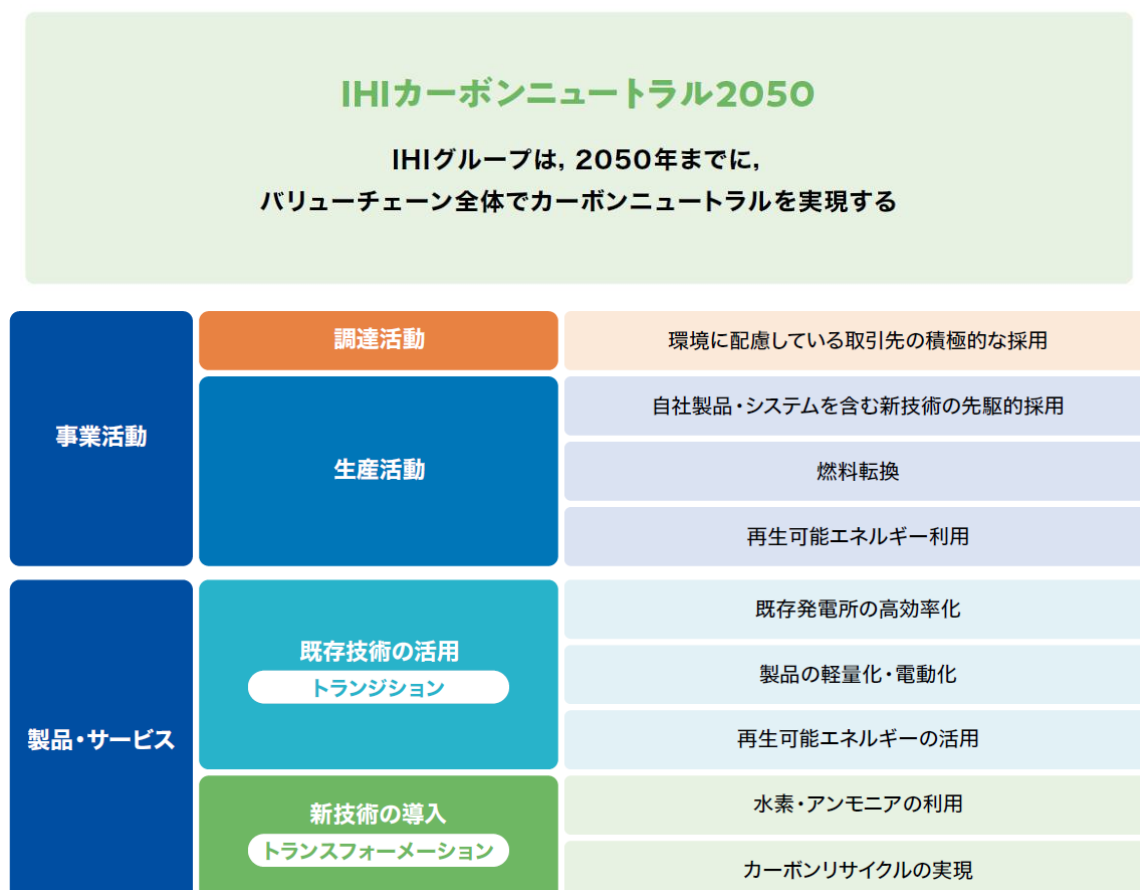 IHIカーボンニュートラル2050
IHIグループは, 2050年までに,
バリューチェーン全体でカーボンニュートラルを実現する
事業活動
調達活動
環境に配慮している取引先の積極的な採用
生産活動
自社製品・システムを含む新技術の先駆的採用
燃料転換
再生可能エネルギー利用
製品・サービス
既存技術の活用
トランジション
既存発電所の高効率化
製品の軽量化・電動化
再生可能エネルギーの活用
新技術の導入
トランスフォーメーション
水素・アンモニアの利用
カーボンリサイクルの実現